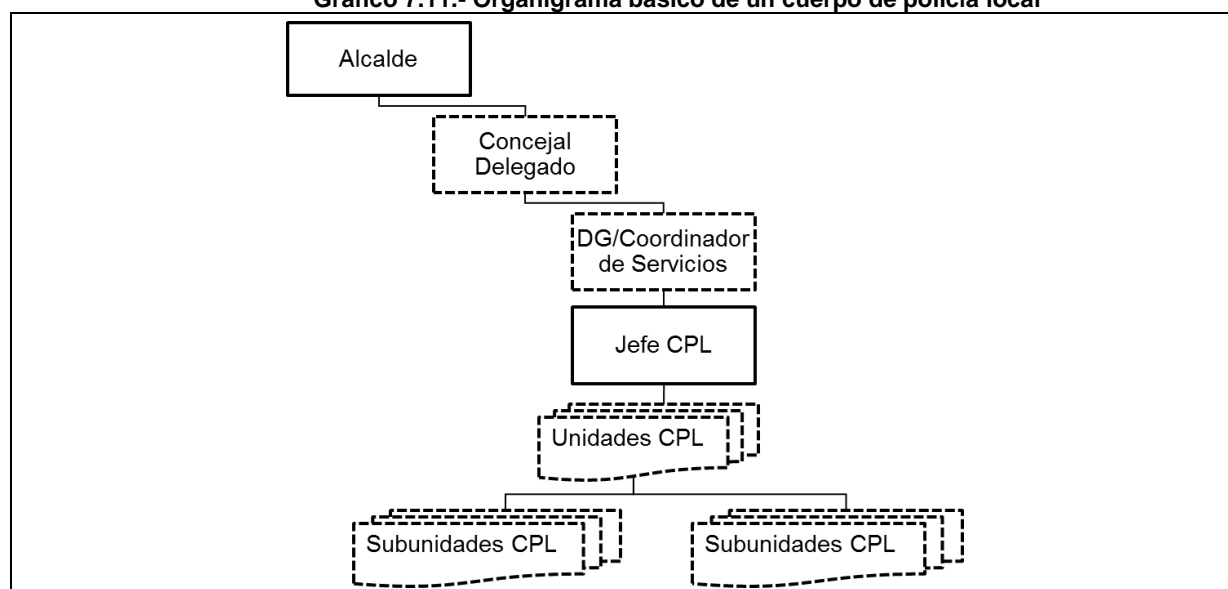 Gráfico 7.11.- Organigrama básico de un cuerpo de policía local
Alcalde
Concejal
Delegado
DG/Coordinador
de Servicios
Jefe CPL
Unidades CPL
Subunidades CPL
Subunidades CPL